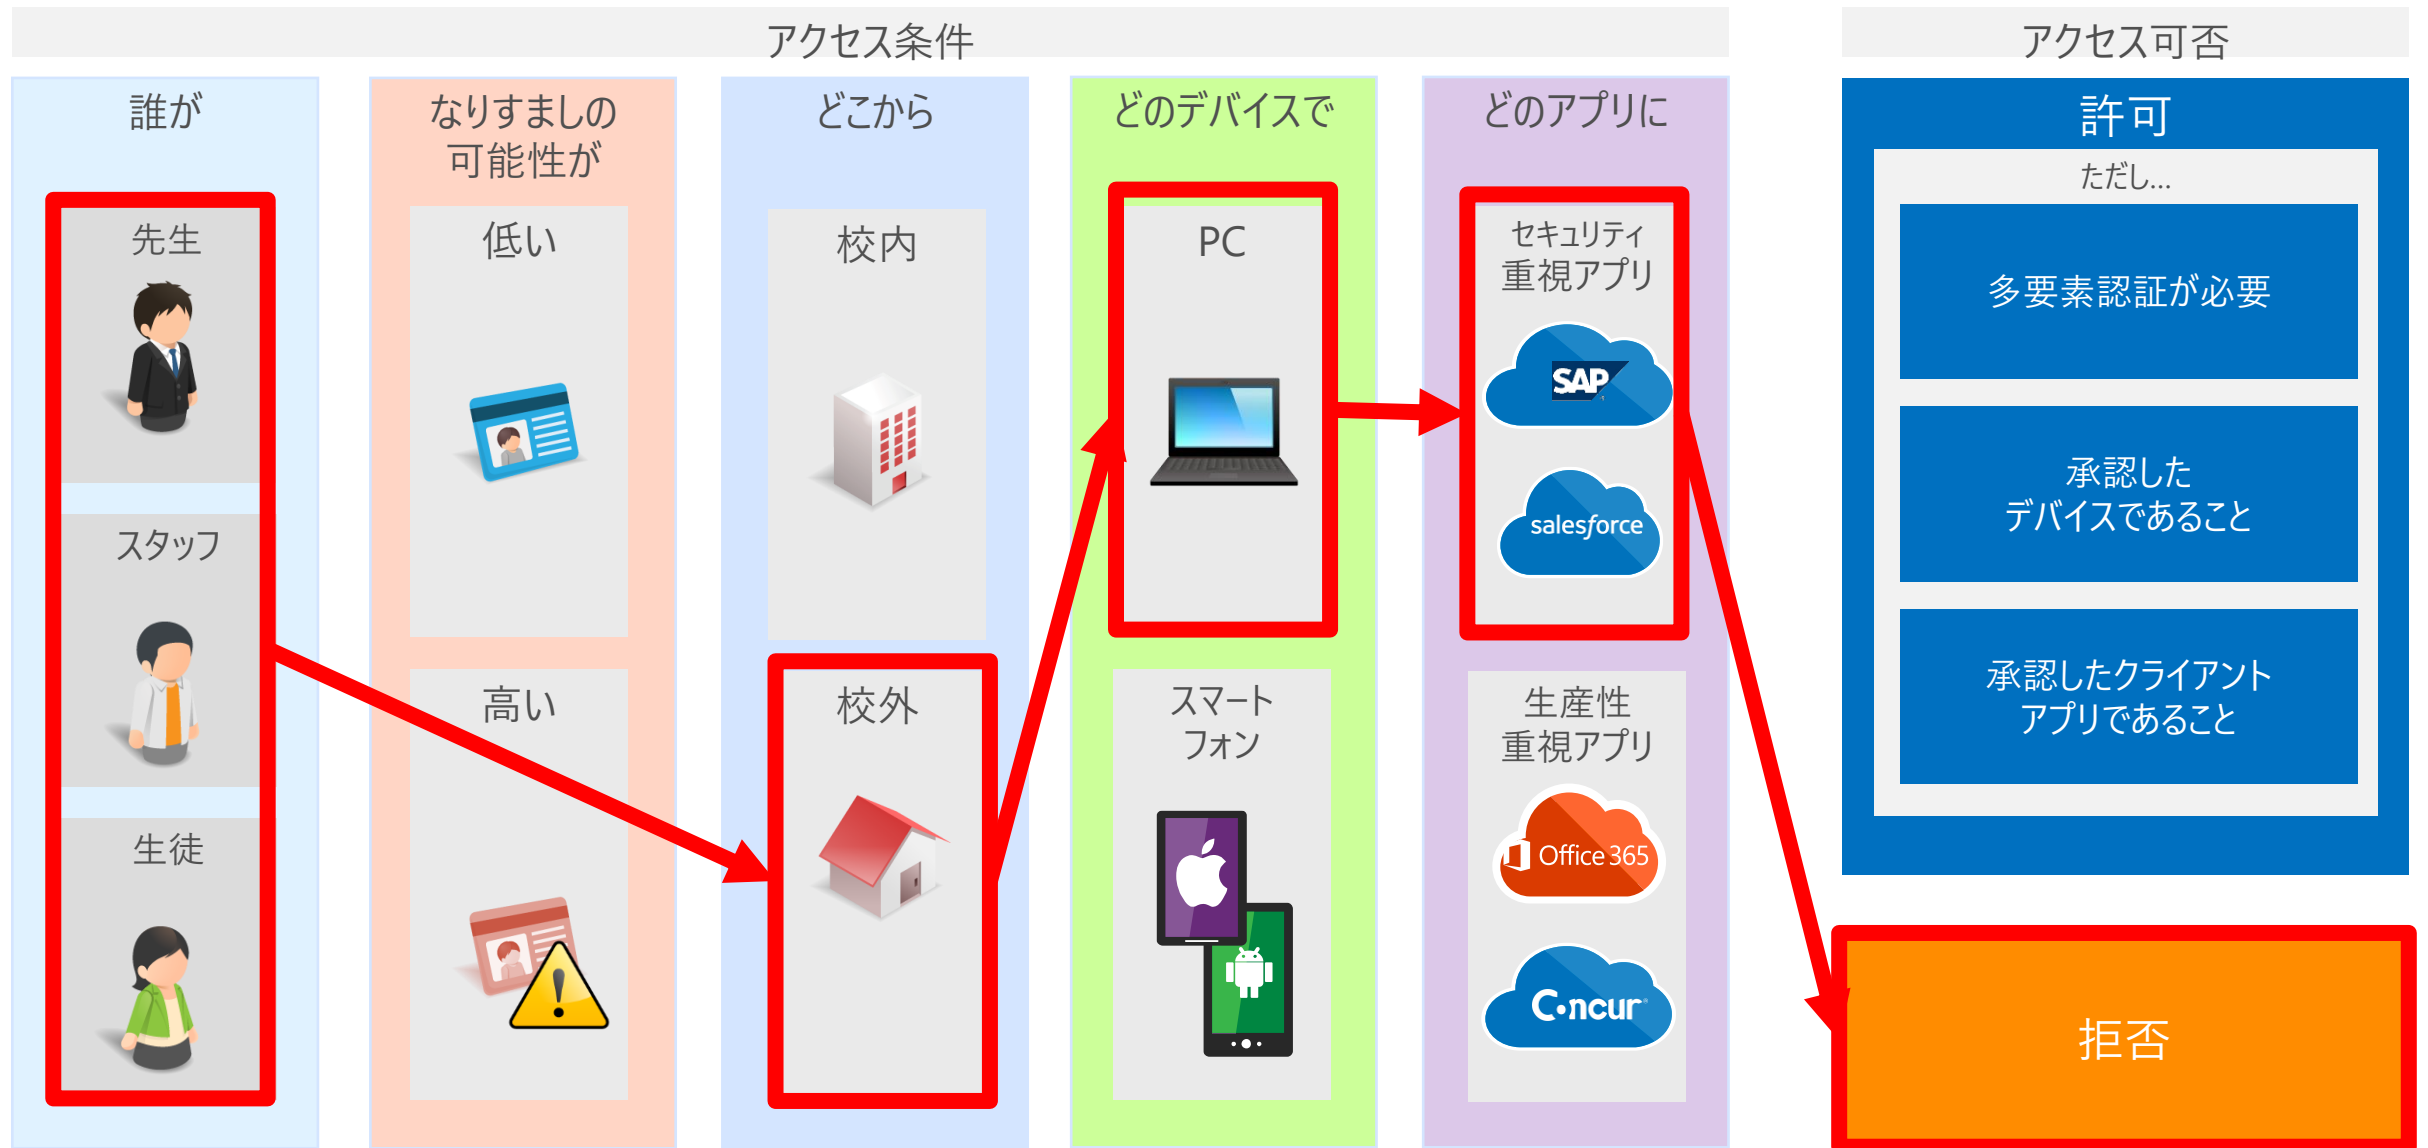 アクセス条件
アクセス可否
誰が
先生
スタッフ
生徒
なりすましの
可能性が
低い
高い
どこから
校内
校外
どのデバイスで
PC
スマート
フォン
どのアプリに
セキュリティ
重視アプリ
SAP
salesforce
生産性
重視アプリ
Office 365
Concur
許可
ただし...
多要素認証が必要
承認した
デバイスであること
承認したクライアント
アプリであること
拒否